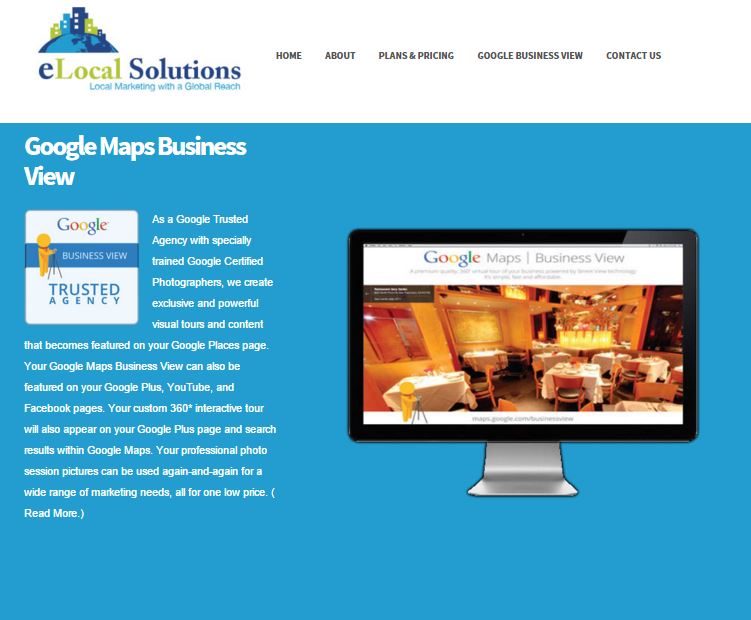 eLocal Solutions
Local Marketing with a Global Reach
HOME ABOUT PLANS & PRICING GOOGLE BUSINESS VIEW CONTACT US
Google Maps Business
View
Google
BUSINESS VIEW
TRUSTED
AGENCY
As a Google Trusted
Agency with specially
trained Google Certified
Photographers, we create
exclusive and powerful
visual tours and content
that becomes featured on your Google Places page.
Your Google Maps Business View can also be
featured on your Google Plus, YouTube, and
Facebook pages. Your custom 360* interactive tour
will also appear on your Google Plus page and search
results within Google Maps. Your professional photo
session pictures can be used again-and-again for a
wide range of marketing needs, all for one low price. (
Read More.)
Google Maps | Business View
A premium quality, 360° virtual tour of your business powered by Street View technology
It's simple, fast and affordable.
maps.google.com/businessview